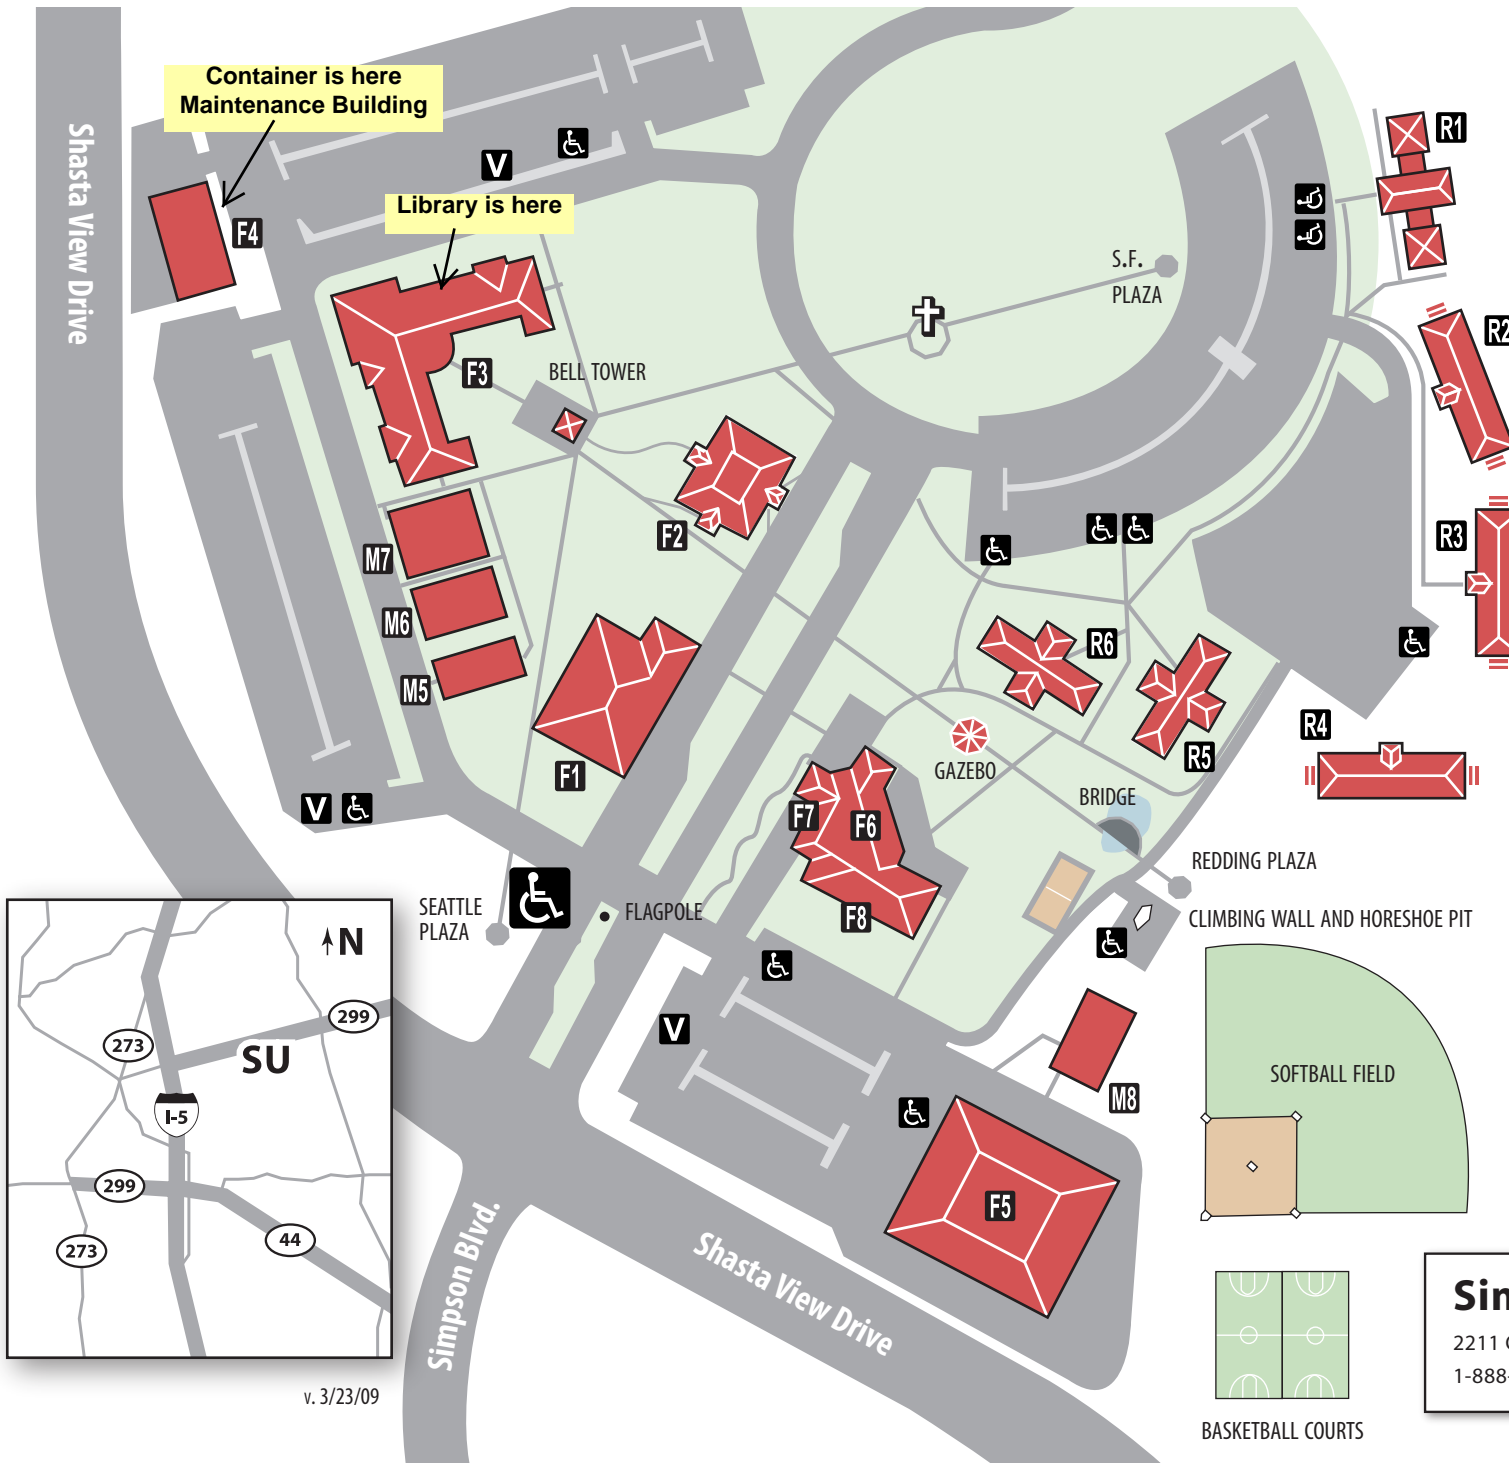 Container is here
Maintenance Building
Shasta View Drive
V
Library is here
F4
R1
S.F.
PLAZA
R2
F3
BELL TOWER
F2
M7
R3
M6
R6
M5
R4
R5
F1
GAZEBO
V
BRIDGE
F7
F6
REDDING PLAZA
SEATTLE
PLAZA
FLAGPOLE
F8
CLIMBING WALL AND HORESHOE PIT
N
299
273
SU
V
SOFTBALL FIELD
M8
I-5
299
F5
44
273
Simpson Blvd.
Shasta View Drive
Sin
2211
1-888-
v. 3/23/09
BASKETBALL COURTS